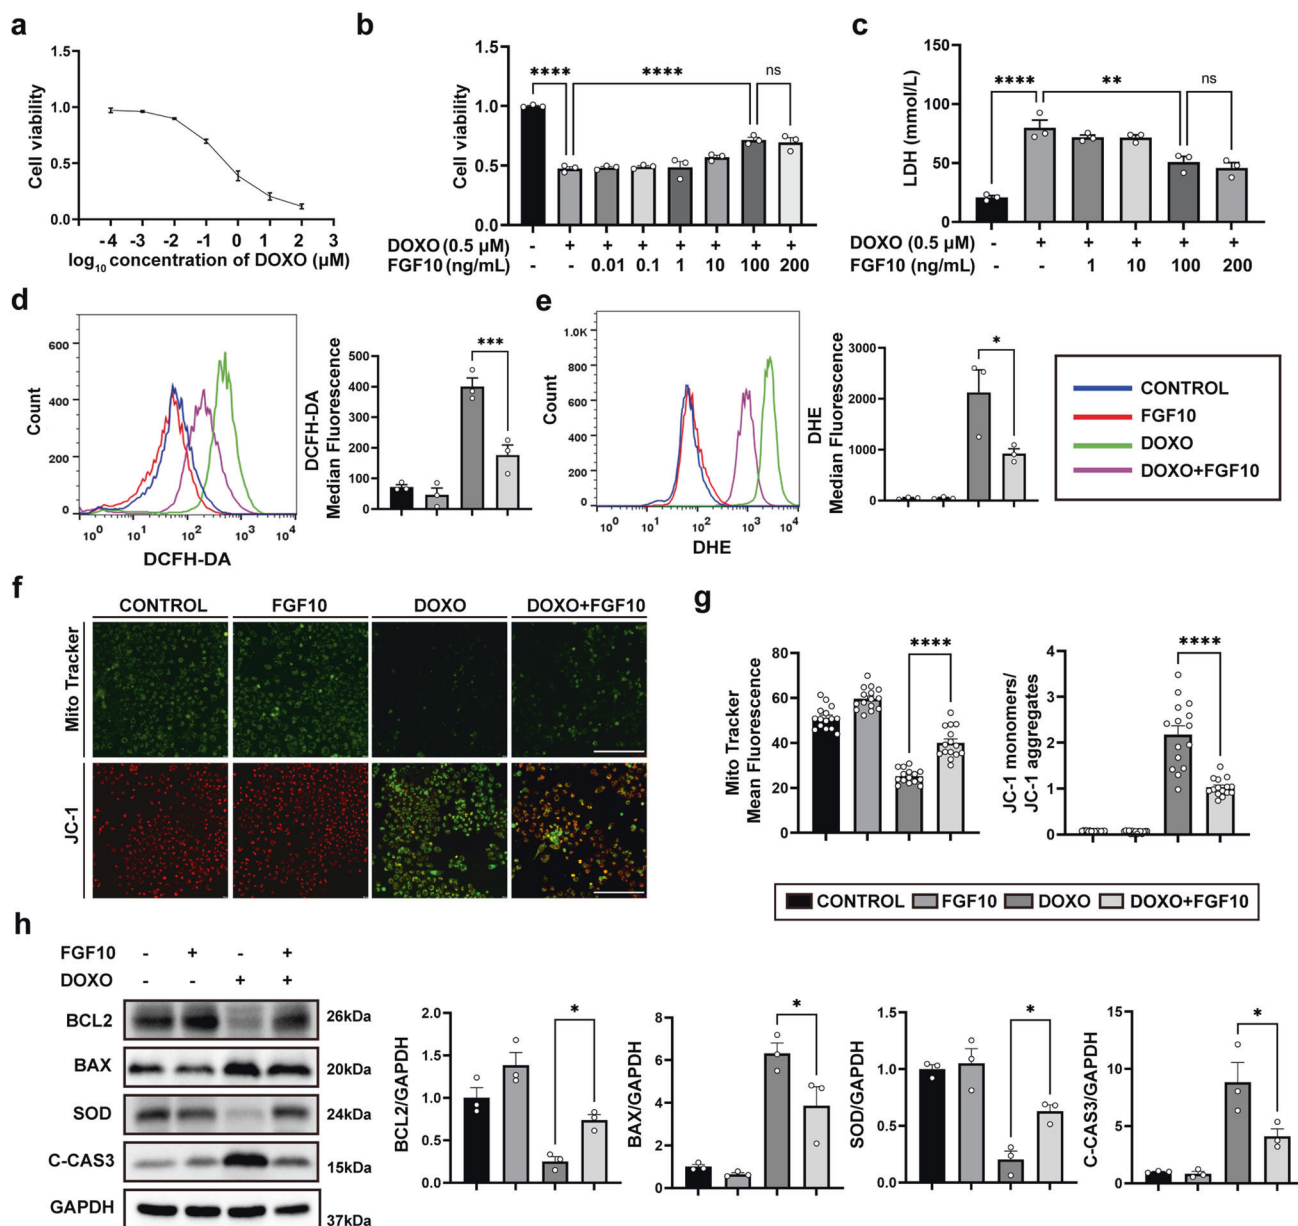 a
Cell viability
1.5
1.0
0.5
0.0
-4 -3 -2 -1 0 1 2 3
log10 concentration of DOXO (μM)
b
Cell viability
1.5
1.0
0.5
0.0
**** **** ns
DOXO (0.5 μM) - + + + + + + +
FGF10 (ng/mL) - - 0.01 0.1 1 10 100 200
c
LDH (mmol/L)
150
100
50
0
**** ** ns
DOXO (0.5 μM) - + + + + +
FGF10 (ng/mL) - - 1 10 100 200
d
Count
600
400
200
0
10^0 10^1 10^2 10^3 10^4
DCFH-DA
DCFH-DA
Median Fluorescence
500
400
300
200
100
0
***
e
Count
1.0K
800
600
400
200
0
10^0 10^1 10^2 10^3 10^4
DHE
DHE
Median Fluorescence
3000
2000
1000
0
*
CONTROL
FGF10
DOXO
DOXO+FGF10
f
CONTROL FGF10 DOXO DOXO+FGF10
Mito Tracker
JC-1
g
Mito Tracker
Mean Fluorescence
80
60
40
20
0
****
JC-1 monomers/
JC-1 aggregates
4
3
2
1
0
****
CONTROL FGF10 DOXO DOXO+FGF10
h
FGF10 - + - +
DOXO - - + +
BCL2 26kDa
BAX 20kDa
SOD 24kDa
C-CAS3 15kDa
GAPDH 37kDa
BCL2/GAPDH
2.0
1.5
1.0
0.5
0.0
*
BAX/GAPDH
8
6
4
2
0
*
SOD/GAPDH
1.5
1.0
0.5
0.0
*
C-CAS3/GAPDH
15
10
5
0
*